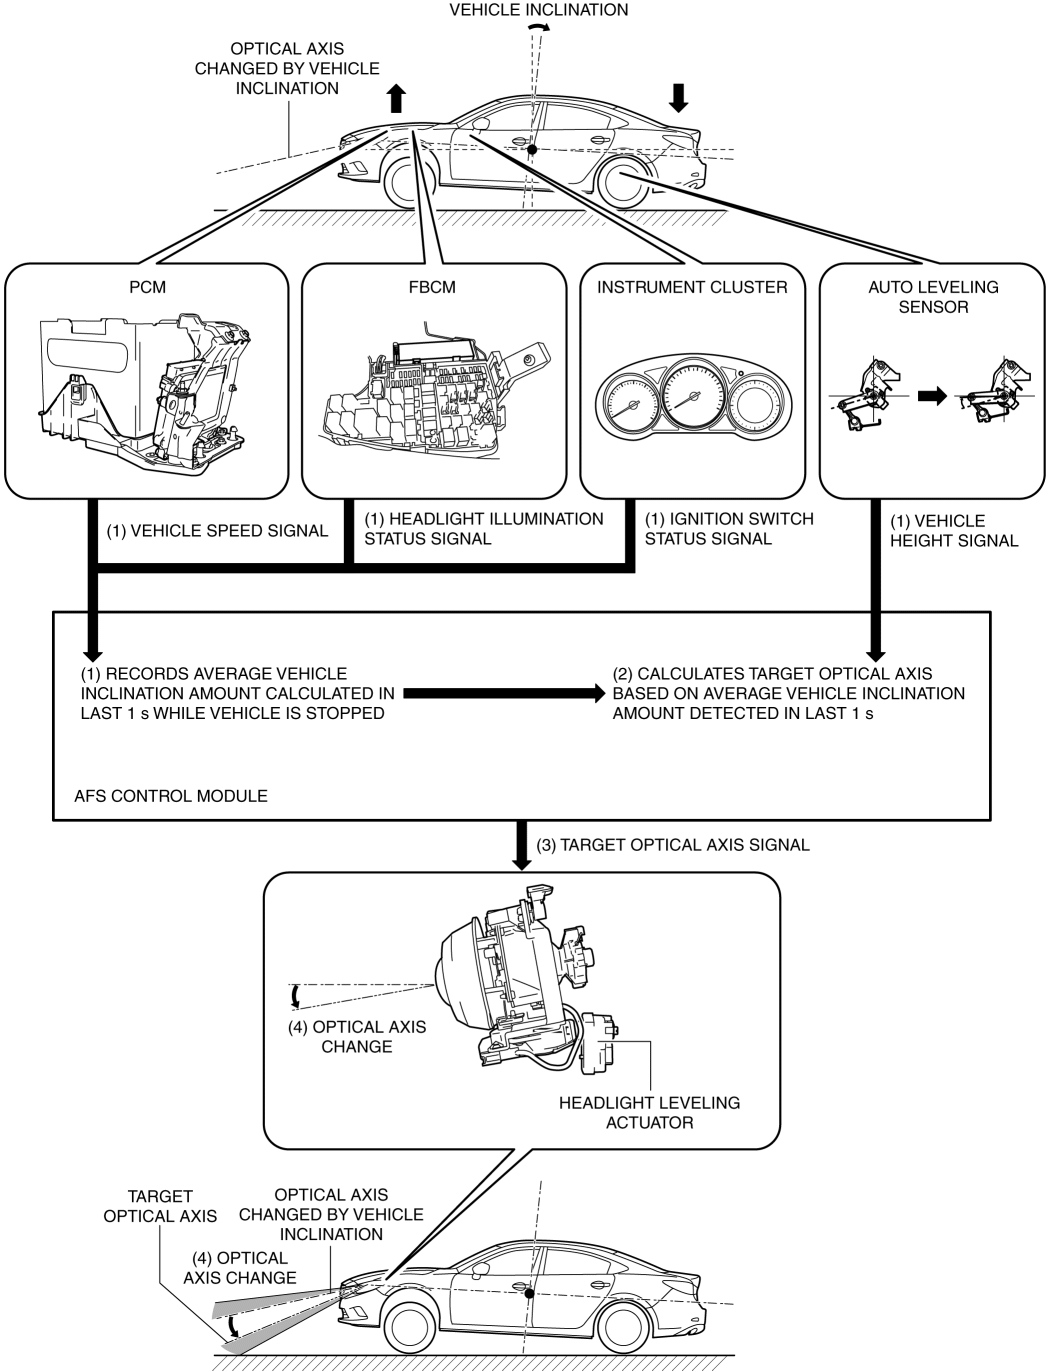 VEHICLE INCLINATION
OPTICAL AXIS
CHANGED BY VEHICLE
INCLINATION
PCM
FBCM
INSTRUMENT CLUSTER
AUTO LEVELING
SENSOR
(1) VEHICLE SPEED SIGNAL
(1) HEADLIGHT ILLUMINATION
STATUS SIGNAL
(1) IGNITION SWITCH
STATUS SIGNAL
(1) VEHICLE
HEIGHT SIGNAL
(1) RECORDS AVERAGE VEHICLE
INCLINATION AMOUNT CALCULATED IN
LAST 1 s WHILE VEHICLE IS STOPPED
(2) CALCULATES TARGET OPTICAL AXIS
BASED ON AVERAGE VEHICLE INCLINATION
AMOUNT DETECTED IN LAST 1 s
AFS CONTROL MODULE
(3) TARGET OPTICAL AXIS SIGNAL
(4) OPTICAL AXIS
CHANGE
HEADLIGHT LEVELING
ACTUATOR
TARGET
OPTICAL AXIS
OPTICAL AXIS
CHANGED BY VEHICLE
INCLINATION
(4) OPTICAL
AXIS CHANGE